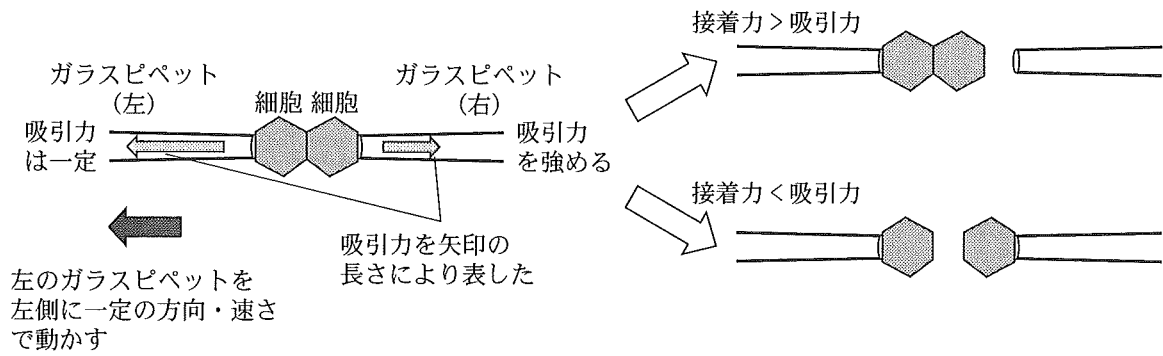 接着力>吸引力
ガラスピペット
(左)
ガラスピペット
(右)
細胞 細胞
吸引力
は一定
吸引力
を強める
接着力<吸引力
吸引力を矢印の
長さにより表した
左のガラスピペットを
左側に一定の方向・速さ
で動かす